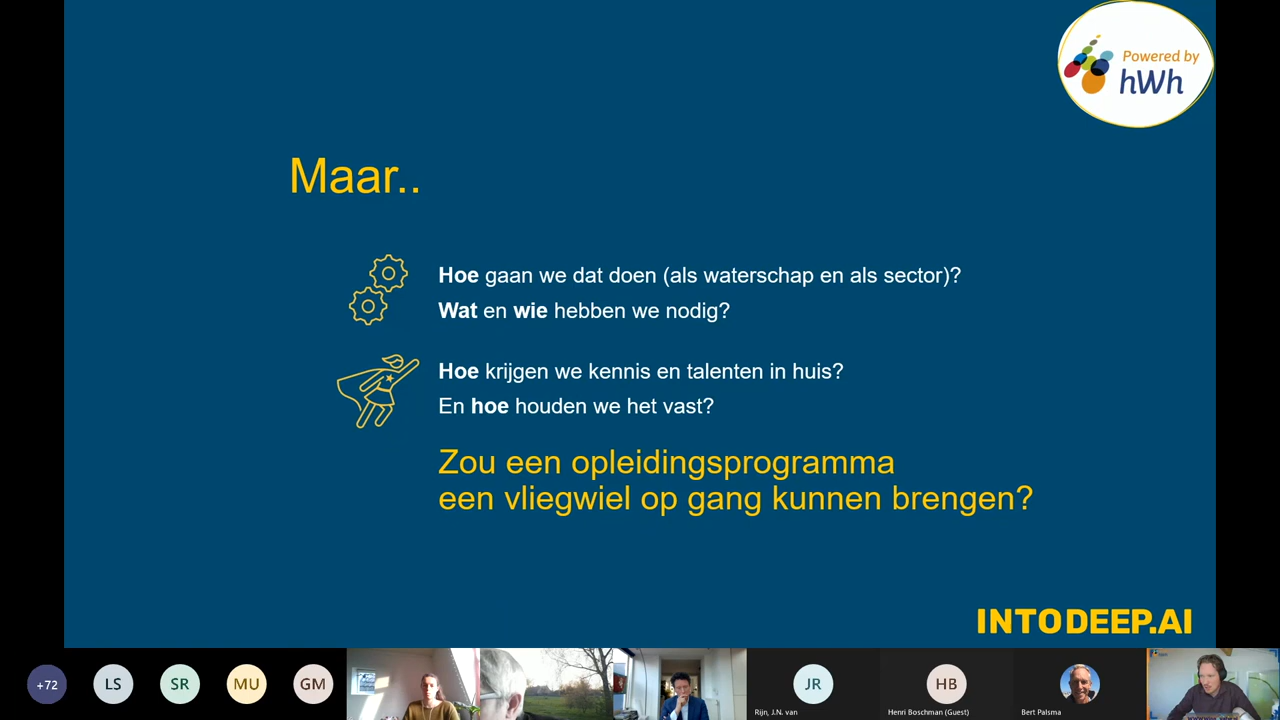 Powered by
hWh
Maar..
Hoe gaan we dat doen (als waterschap en als sector)?
Wat en wie hebben we nodig?
Hoe krijgen we kennis en talenten in huis?
En hoe houden we het vast?
Zou een opleidingsprogramma
een vliegwiel op gang kunnen brengen?
INTODEEP.AI
+72
LS
SR
MU
GM
JR
HB
Rijn, J.N. van
Henri Boschman (Guest)
Bert Palsma